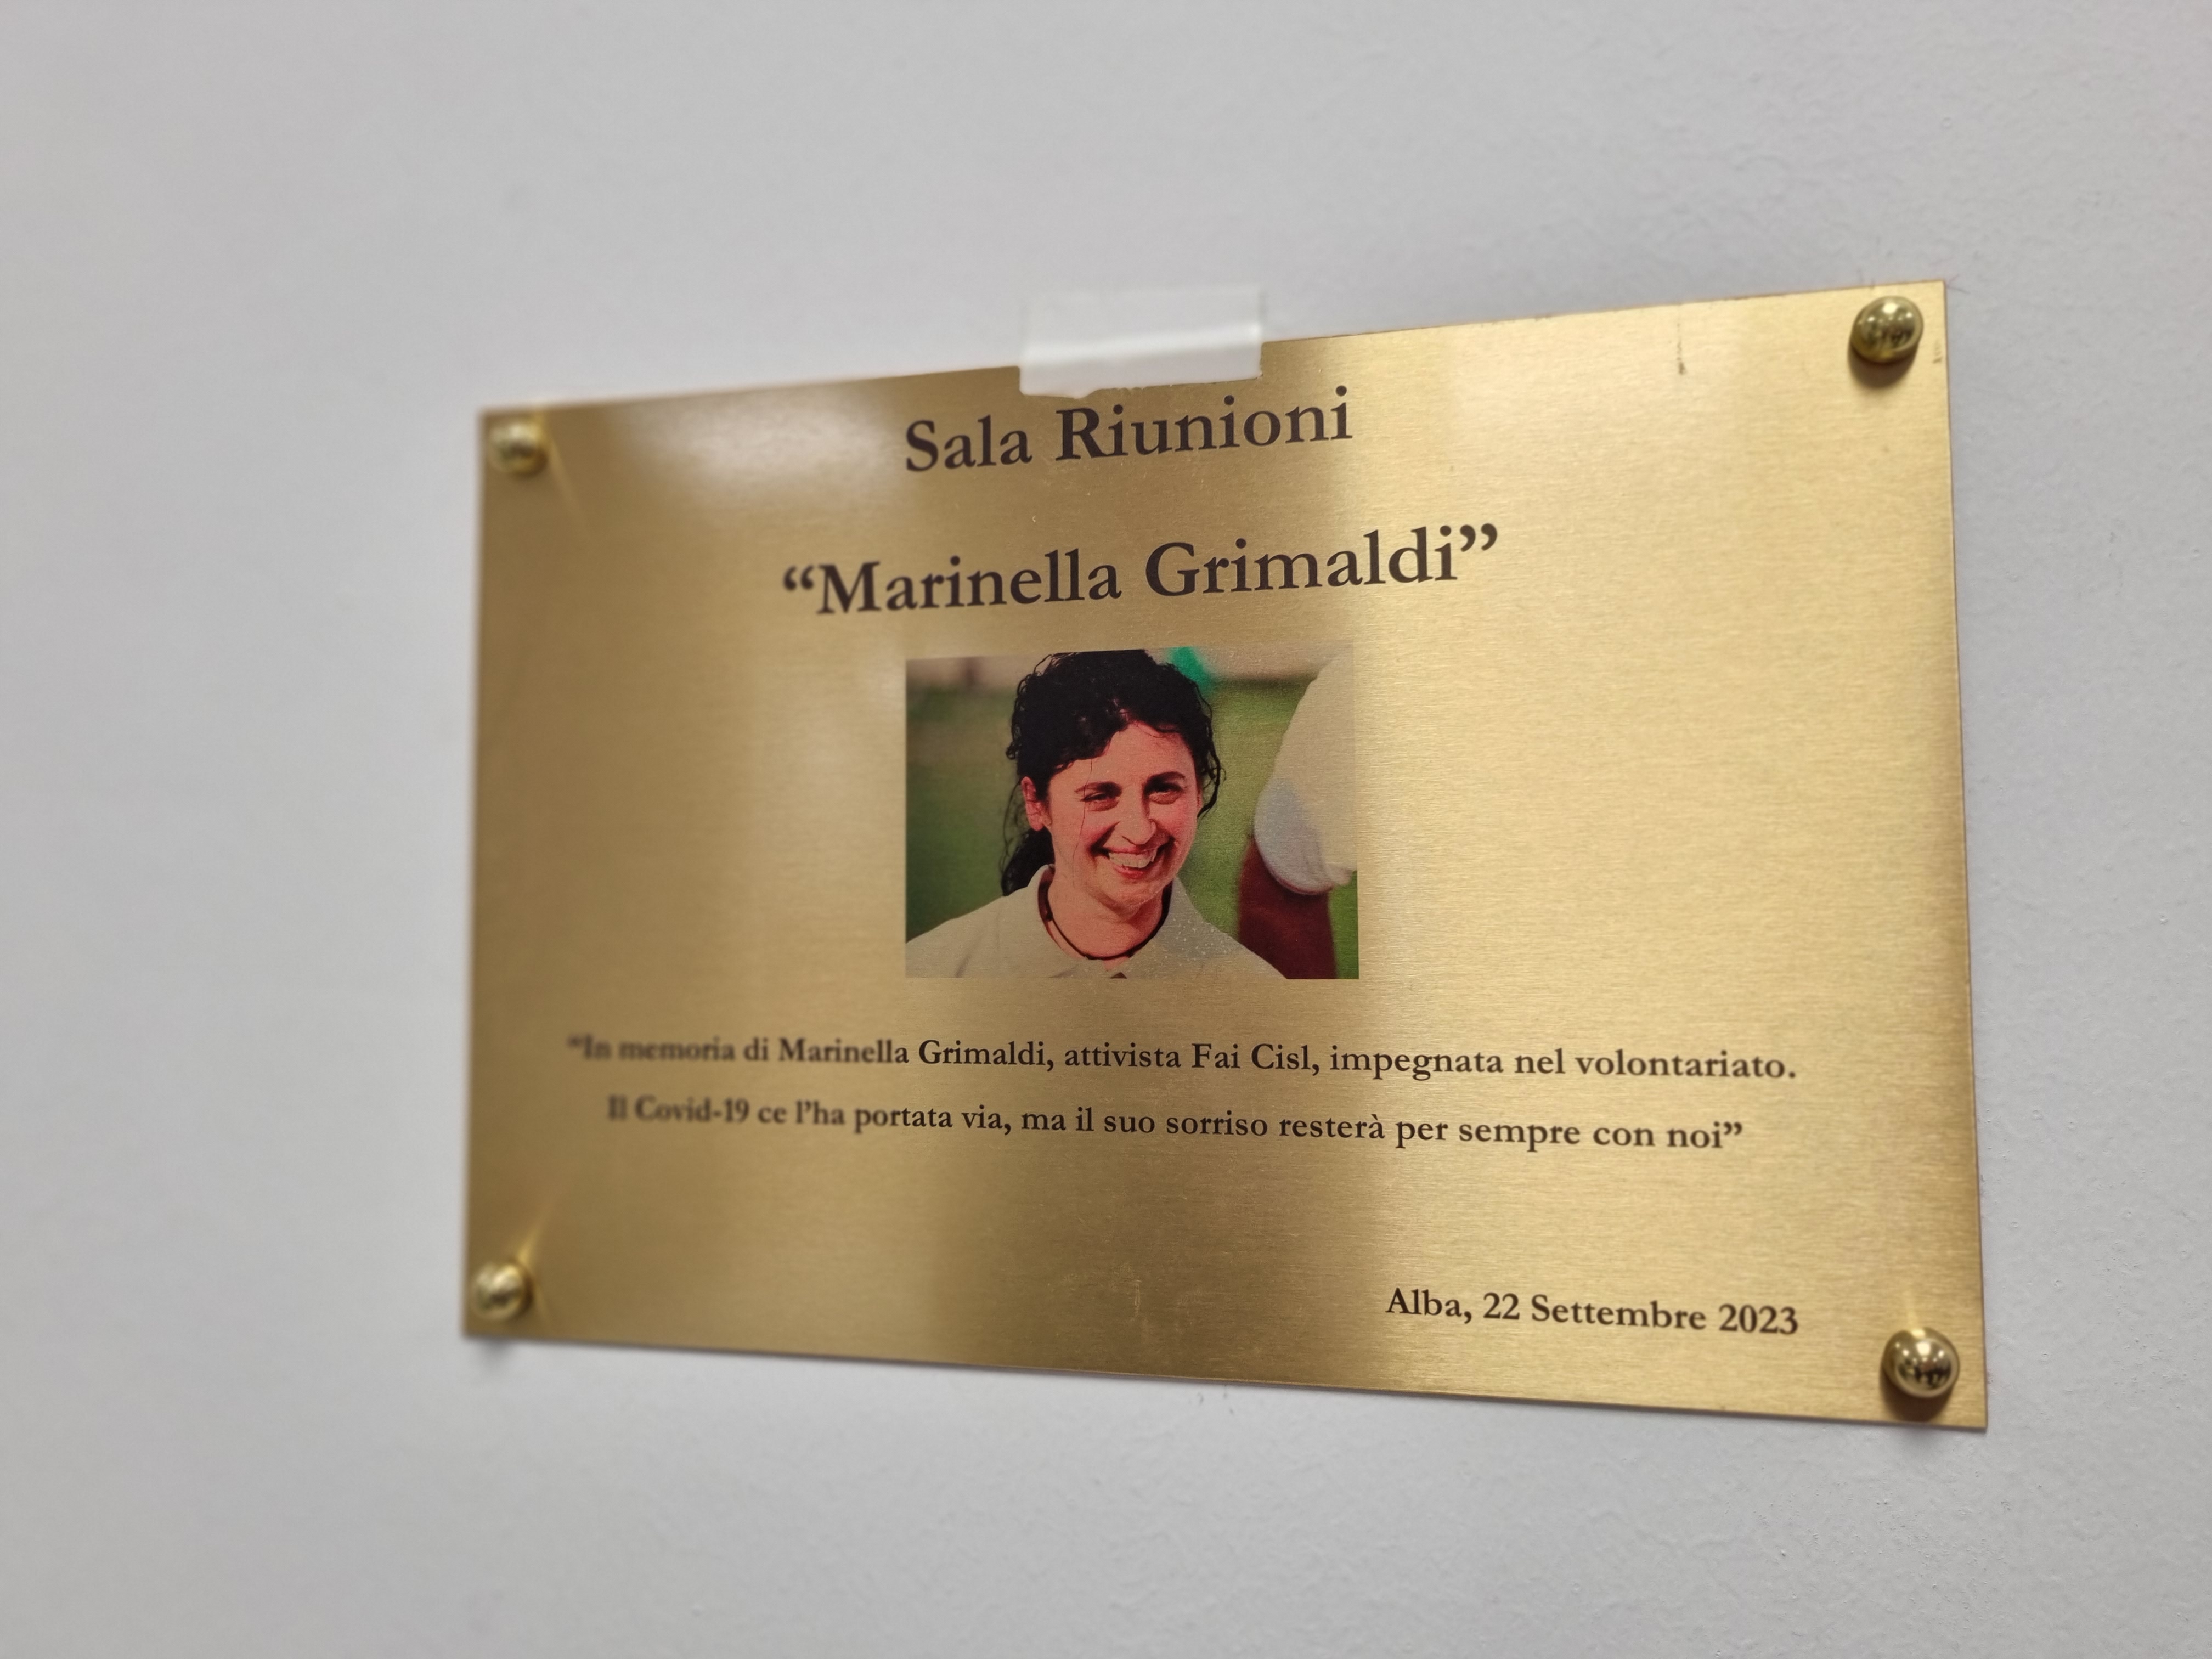 Sala Riunioni
“Marinella Grimaldi”
“In memoria di Marinella Grimaldi, attivista Fai Cisl, impegnata nel volontariato.
Il Covid-19 ce l’ha portata via, ma il suo sorriso resterà per sempre con noi”
Alba, 22 Settembre 2023